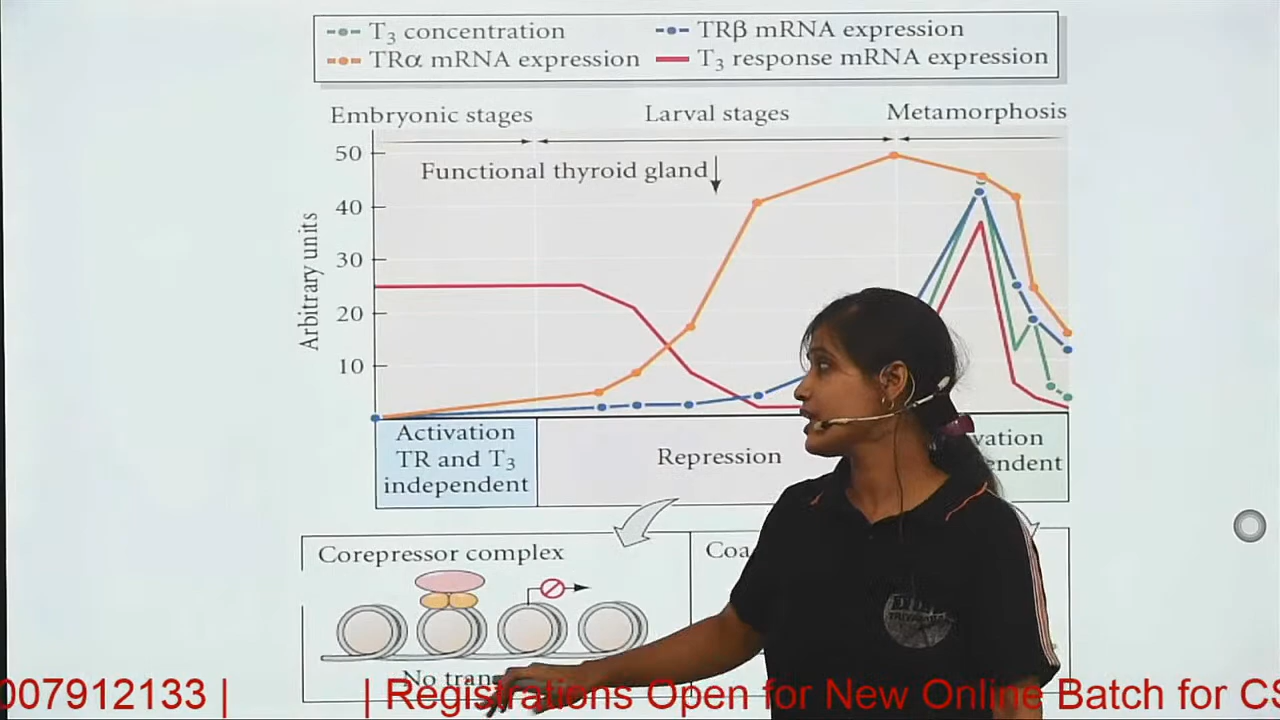 T3 concentration
TRβ mRNA expression
TRα mRNA expression
T3 response mRNA expression
Embryonic stages
Larval stages
Metamorphosis
Functional thyroid gland
Arbitrary units
50
40
30
20
10
Activation
TR and T3
independent
Repression
vation
endent
Corepressor complex
Coa
No tran
007912133 | | Registrations Open for New Online Batch for CS